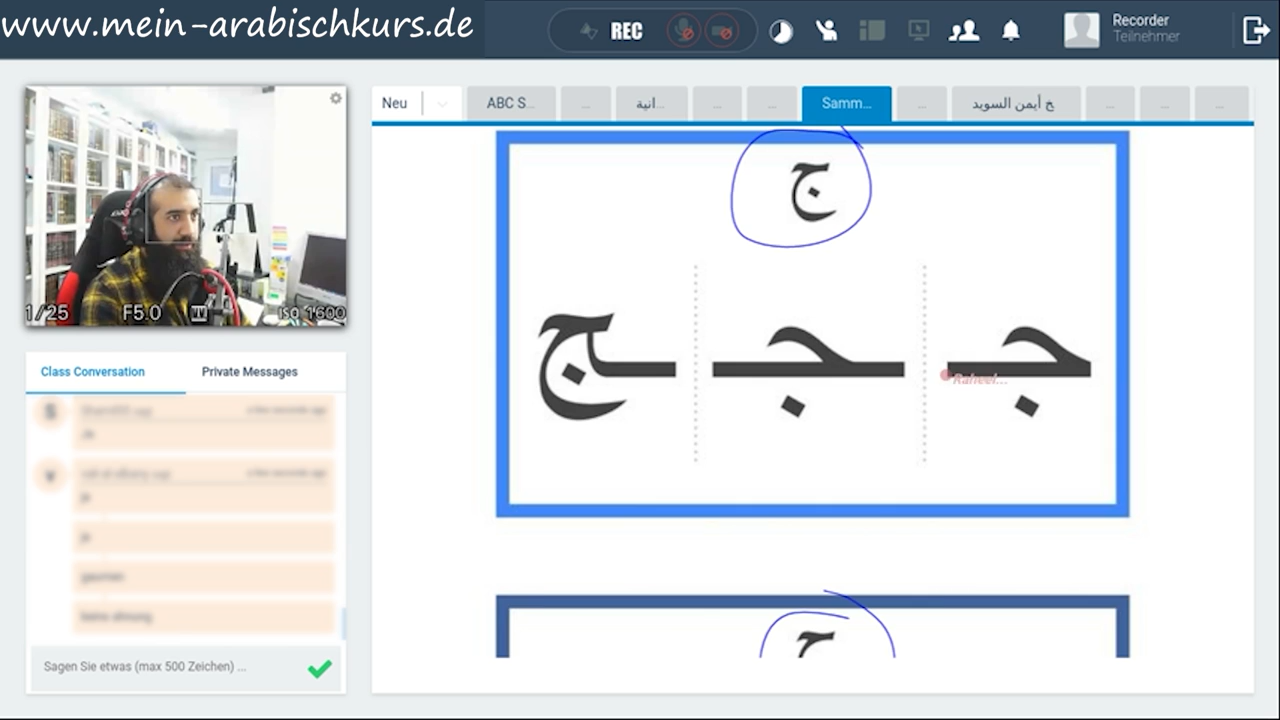 www.mein-arabischkurs.de
REC
Recorder
Teilnehmer
Neu
ABC S...
...
انية...
...
...
Samm...
...
خ أيمن السويد
...
...
...
1/25 F5.0 ISO 1600
ج
جـ ـجـ ـج
Raheel...
Class Conversation
Private Messages
Sagen Sie etwas (max 500 Zeichen) ...